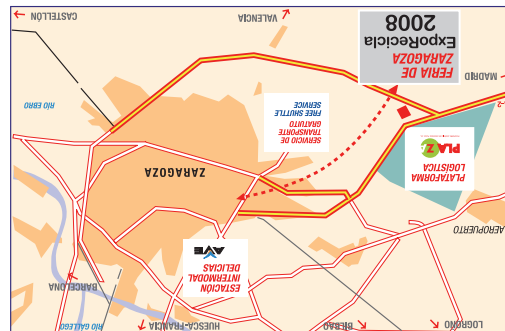 LOGROÑO
BILBAO
HUECA-FRANCIA
RÍO GÁLLEGO
ESTACIÓN
INTERMODAL
DELICIAS
AVE
BARCELONA
AEROPUERTO
PLATAFORMA
LOGÍSTICA
PLAZA
ZARAGOZA
SERVICIO DE
TRANSPORTE
GRATUITO
FREE SHUTTLE
SERVICE
RÍO EBRO
MADRID
FERIA DE
ZARAGOZA
ExpoRecicla
2008
VALENCIA
CASTELLÓN